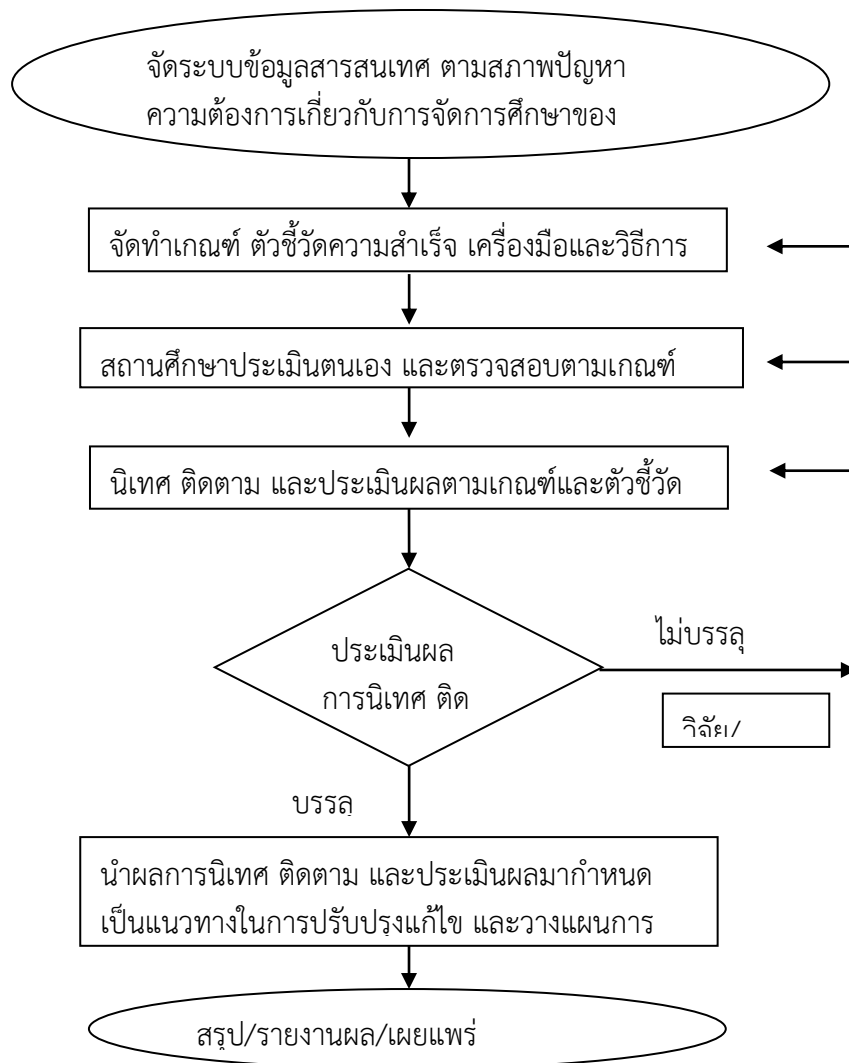 จัดระบบข้อมูลสารสนเทศ ตามสภาพปัญหา
ความต้องการเกี่ยวกับการจัดการศึกษาของ
จัดทำเกณฑ์ ตัวชี้วัดความสำเร็จ เครื่องมือและวิธีการ
สถานศึกษาประเมินตนเอง และตรวจสอบตามเกณฑ์
นิเทศ ติดตาม และประเมินผลตามเกณฑ์และตัวชี้วัด
ประเมินผล
การนิเทศ ติด
ไม่บรรลุ
วิจัย/
บรรลุ
นำผลการนิเทศ ติดตาม และประเมินผลมากำหนด
เป็นแนวทางในการปรับปรุงแก้ไข และวางแผนการ
สรุป/รายงานผล/เผยแพร่